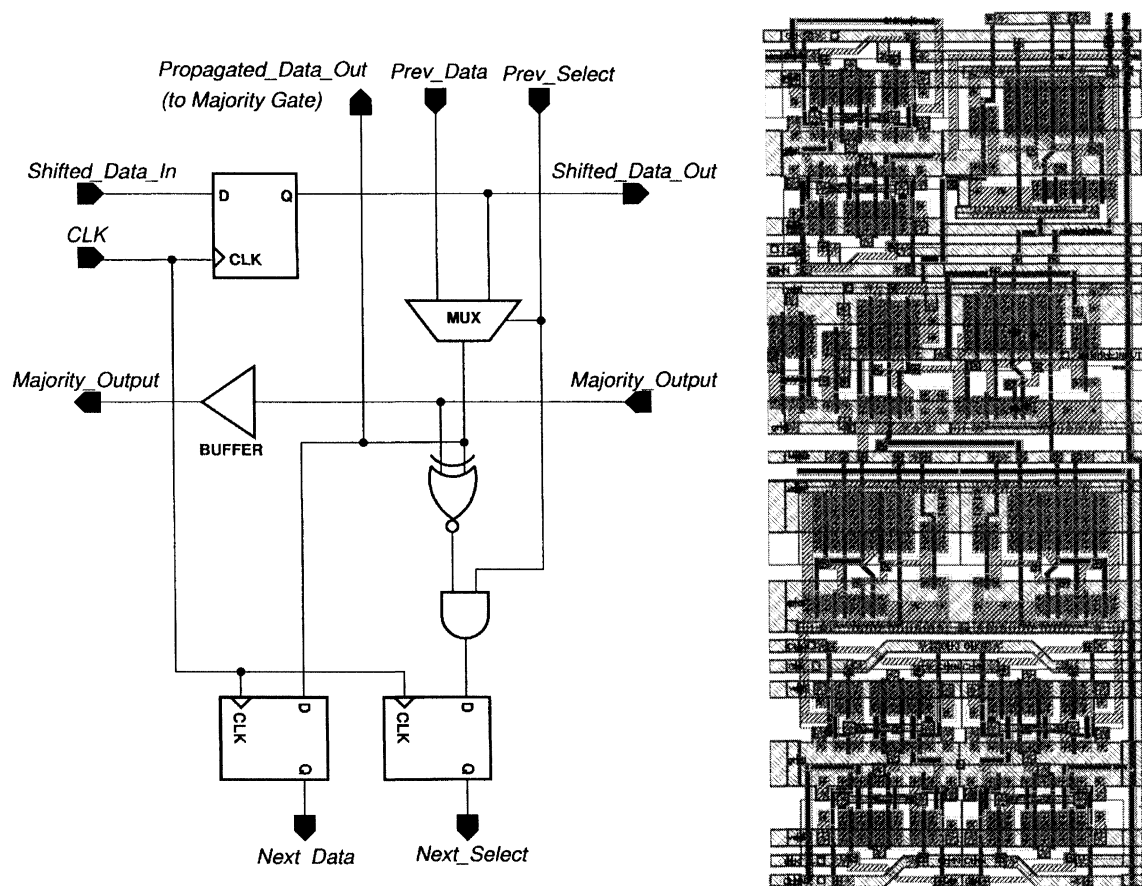 Propagated_Data_Out
(to Majority Gate)
Prev_Data
Prev_Select
Shifted_Data_In
Shifted_Data_Out
D
Q
CLK
CLK
MUX
Majority_Output
Majority_Output
BUFFER
CLK
D
CLK
D
Q
Q
Next_Data
Next_Select